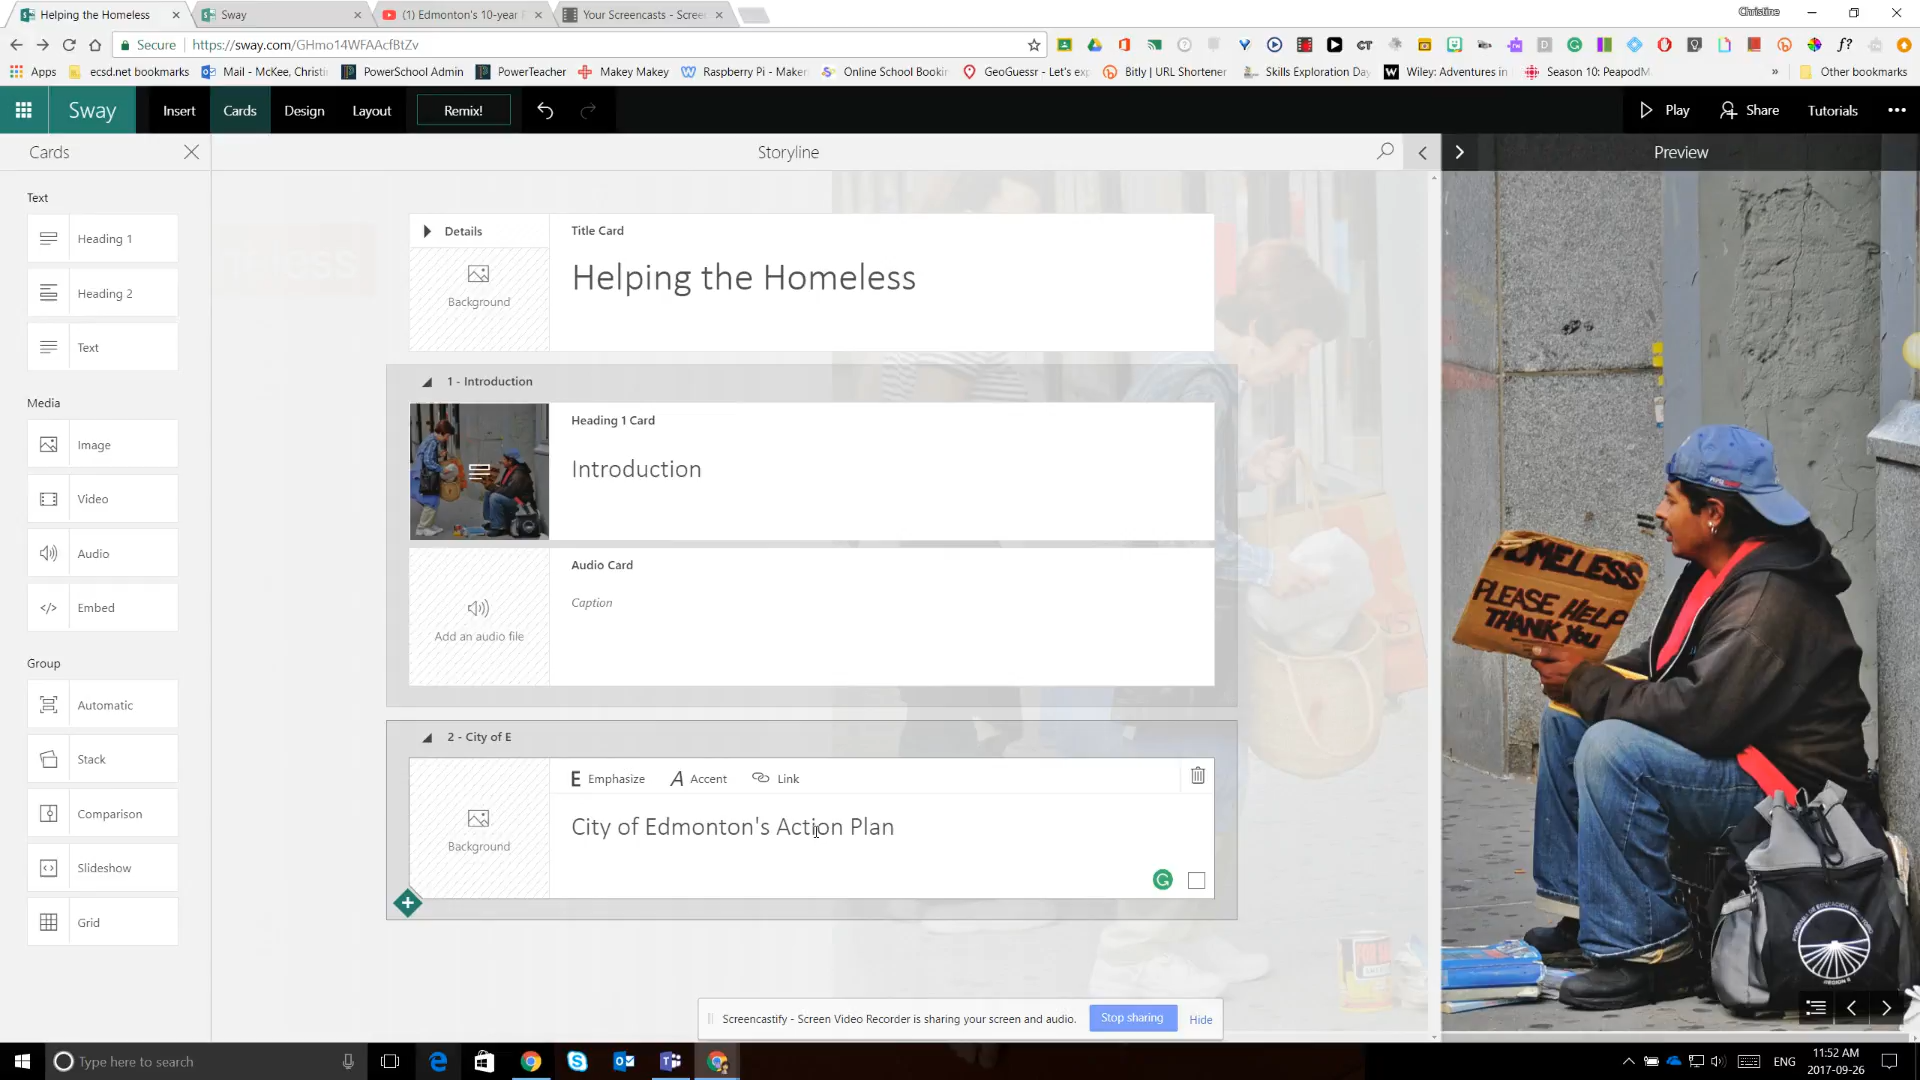 Helping the Homeless
Sway
(1) Edmonton's 10-year
Your Screencasts - Scree
Christine
Secure
https://sway.com/GHmo14WFAAcfBtZv
Apps
ecsd.net bookmarks
Mail - McKee, Christi
PowerSchool Admin
PowerTeacher
Makey Makey
Raspberry Pi - Maker
Online School Bookin
GeoGuessr - Let's exp
Bitly | URL Shortener
Skills Exploration Day
Wiley: Adventures in
Season 10: PeapodM
Other bookmarks
Sway
Insert
Cards
Design
Layout
Remix!
Play
Share
Tutorials
Cards
Storyline
Preview
Text
Heading 1
Heading 2
Text
Media
Image
Video
Audio
Embed
Group
Automatic
Stack
Comparison
Slideshow
Grid
Details
Background
Title Card
Helping the Homeless
1 - Introduction
Heading 1 Card
Introduction
Audio Card
Caption
Add an audio file
2 - City of E
Emphasize
Accent
Link
Background
City of Edmonton's Action Plan
HOMELESS
PLEASE HELP
THANK YOU
Screencastify - Screen Video Recorder is sharing your screen and audio.
Stop sharing
Hide
Type here to search
ENG
11:52 AM
2017-09-26